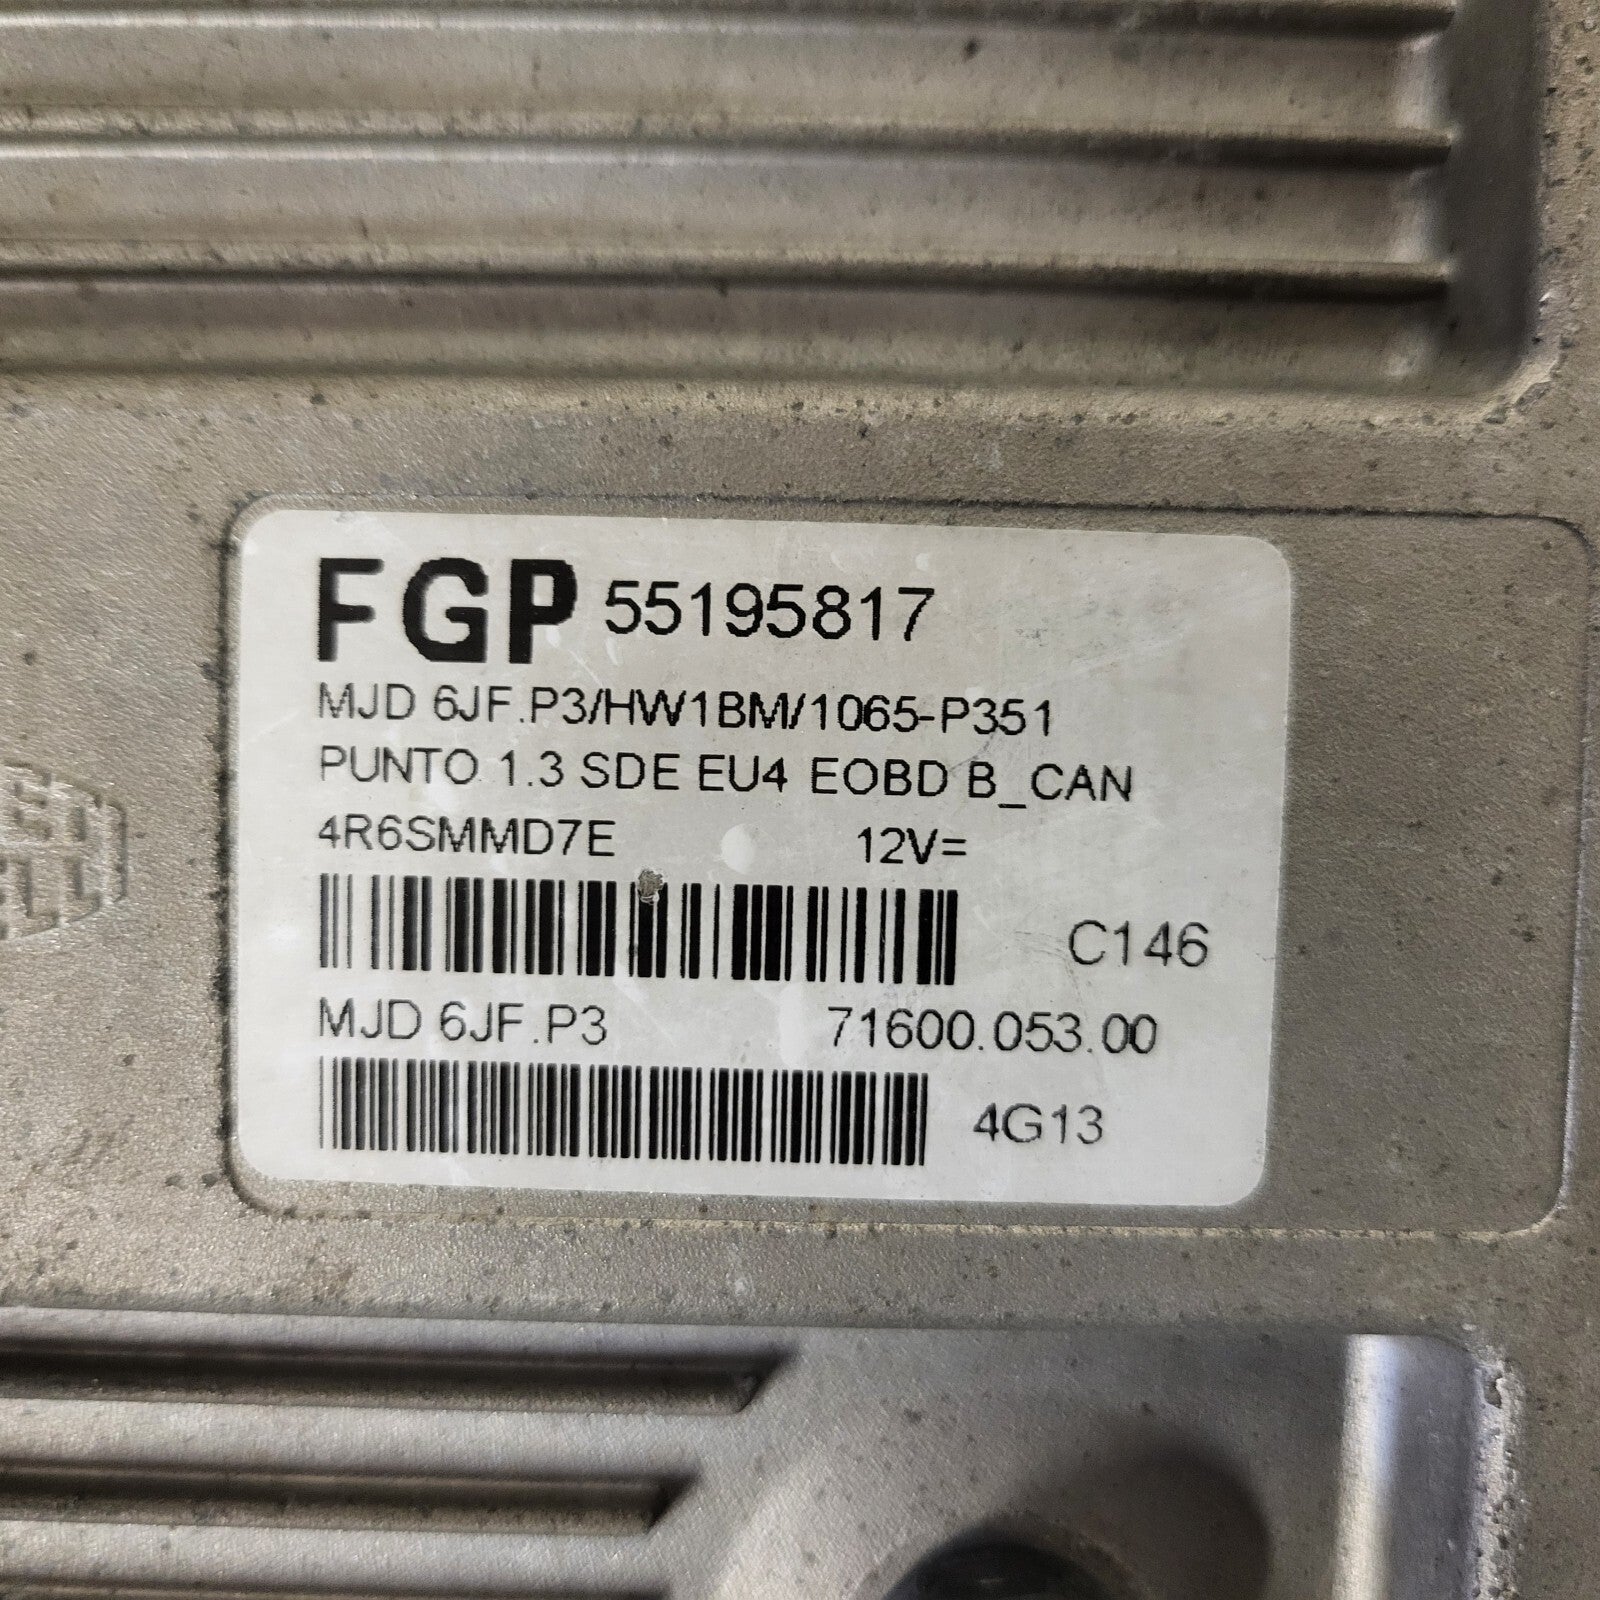 FGP 55195817
MJD 6JF.P3/HW1BM/1065-P351
PUNTO 1.3 SDE EU4 EOBD B_CAN
4R6SMMD7E 12V=
C146
MJD 6JF.P3 71600.053.00
4G13